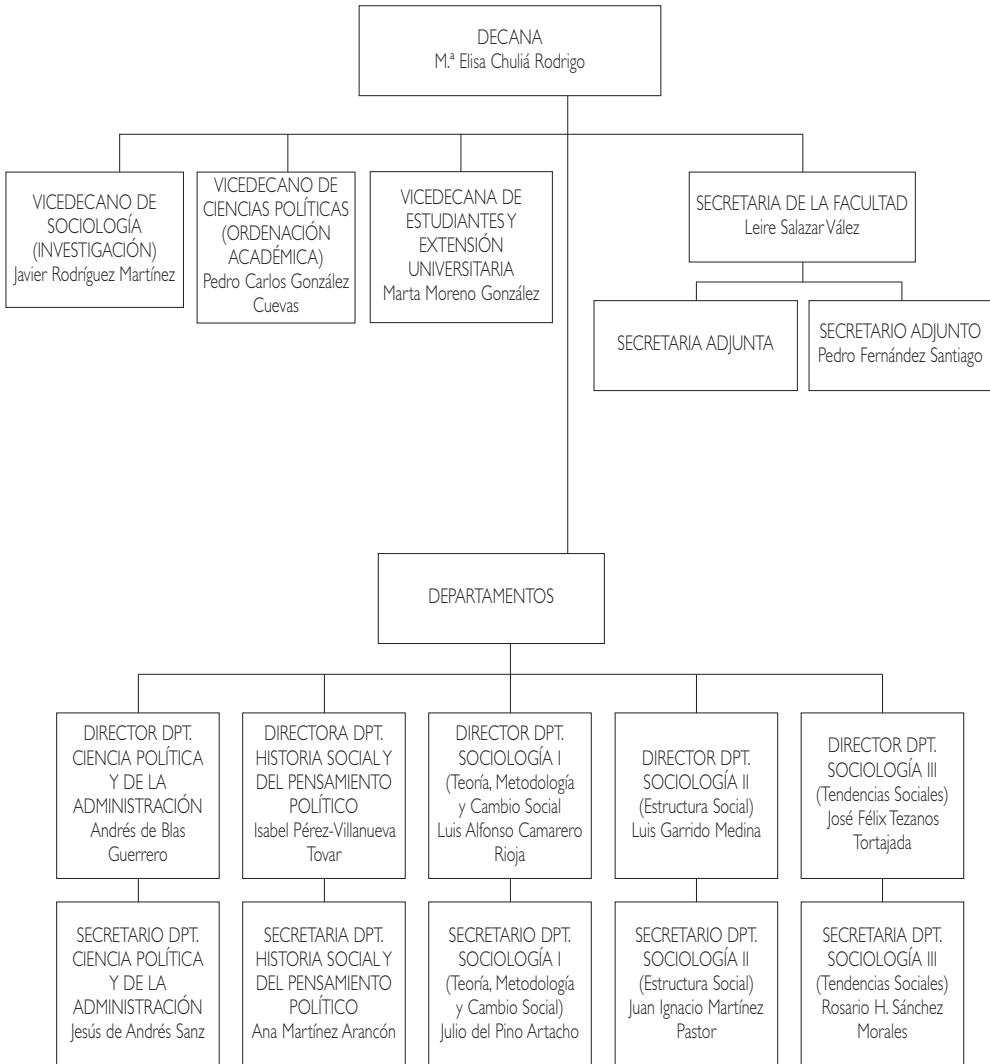 DECANA
M.ª Elisa Chuliá Rodrigo
VICEDECANO DE
SOCIOLOGÍA
(INVESTIGACIÓN)
Javier Rodríguez Martínez
VICEDECANO DE
CIENCIAS POLÍTICAS
(ORDENACIÓN
ACADÉMICA)
Pedro Carlos González
Cuevas
VICEDECANA DE
ESTUDIANTES Y
EXTENSIÓN
UNIVERSITARIA
Marta Moreno González
SECRETARIA DE LA FACULTAD
Leire Salazar Vález
SECRETARIA ADJUNTA
SECRETARIO ADJUNTO
Pedro Fernández Santiago
DEPARTAMENTOS
DIRECTOR DPT.
CIENCIA POLÍTICA
Y DE LA
ADMINISTRACIÓN
Andrés de Blas
Guerrero
DIRECTORA DPT.
HISTORIA SOCIAL Y
DEL PENSAMIENTO
POLÍTICO
Isabel Pérez-Villanueva
Tovar
DIRECTOR DPT.
SOCIOLOGÍA I
(Teoría, Metodología
y Cambio Social
Luis Alfonso Camarero
Rioja
DIRECTOR DPT.
SOCIOLOGÍA II
(Estructura Social)
Luis Garrido Medina
DIRECTOR DPT.
SOCIOLOGÍA III
(Tendencias Sociales)
José Félix Tezanos
Tortajada
SECRETARIO DPT.
CIENCIA POLÍTICA
Y DE LA
ADMINISTRACIÓN
Jesús de Andrés Sanz
SECRETARIA DPT.
HISTORIA SOCIAL Y
DEL PENSAMIENTO
POLÍTICO
Ana Martínez Arancón
SECRETARIO DPT.
SOCIOLOGÍA I
(Teoría, Metodología
y Cambio Social)
Julio del Pino Artacho
SECRETARIO DPT.
SOCIOLOGÍA II
(Estructura Social)
Juan Ignacio Martínez
Pastor
SECRETARIA DPT.
SOCIOLOGÍA III
(Tendencias Sociales)
Rosario H. Sánchez
Morales